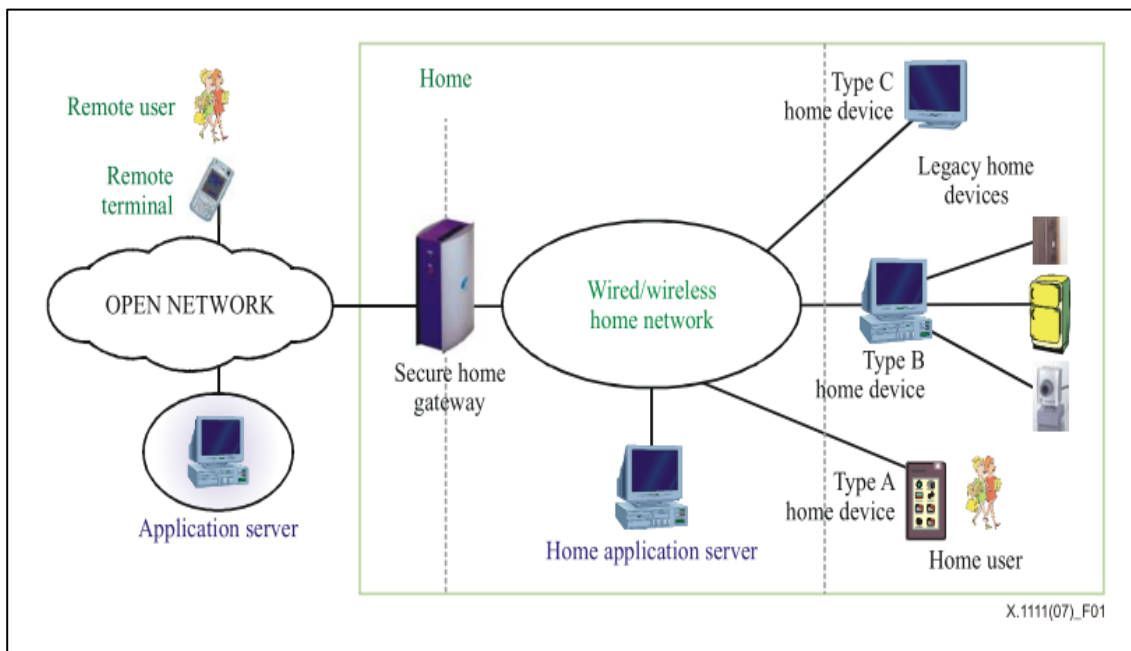 Home
Remote user
Remote
terminal
OPEN NETWORK
Application server
Secure home
gateway
Wired/wireless
home network
Home application server
Type C
home device
Legacy home
devices
Type B
home device
Type A
home device
Home user
X.1111(07)_F01